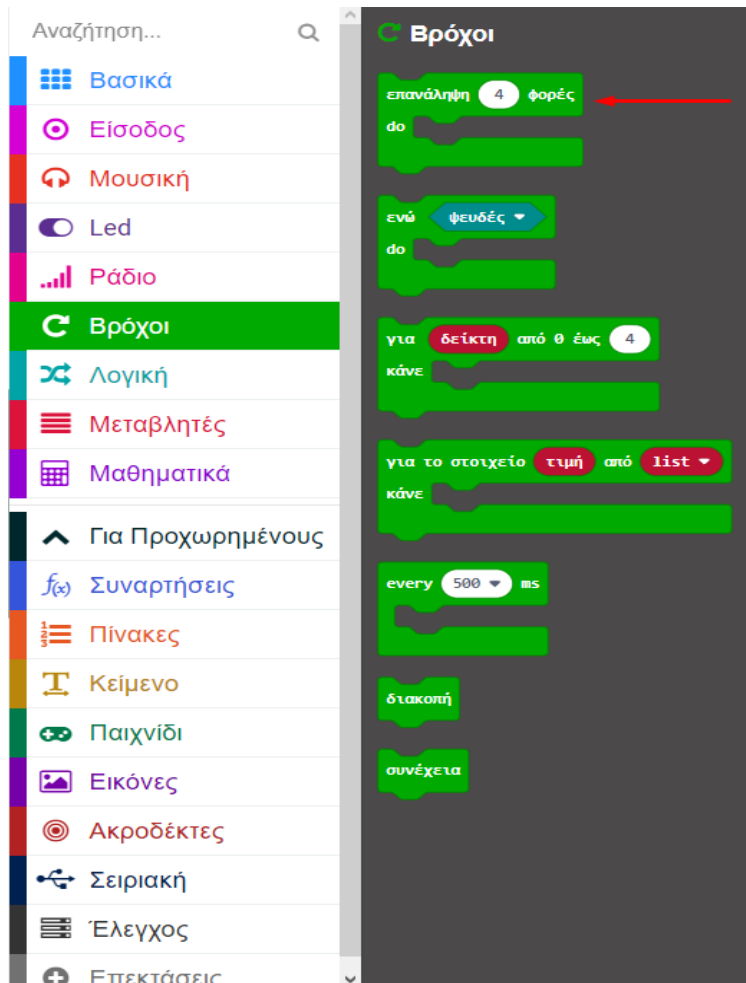 Αναζήτηση...
Βασικά
Είσοδος
Μουσική
Led
Ράδιο
Βρόχοι
Λογική
Μεταβλητές
Μαθηματικά
Για Προχωρημένους
f(x) Συναρτήσεις
Πίνακες
Κείμενο
Παιχνίδι
Εικόνες
Ακροδέκτες
Σειριακή
Έλεγχος
Επεκτάσεις
Βρόχοι
επανάληψη 4 φορές
do
ενώ ψευδές
do
για δείκτη από 0 έως 4
κάνε
για το στοιχείο τιμή από list
κάνε
every 500 ms
διακοπή
συνέχεια